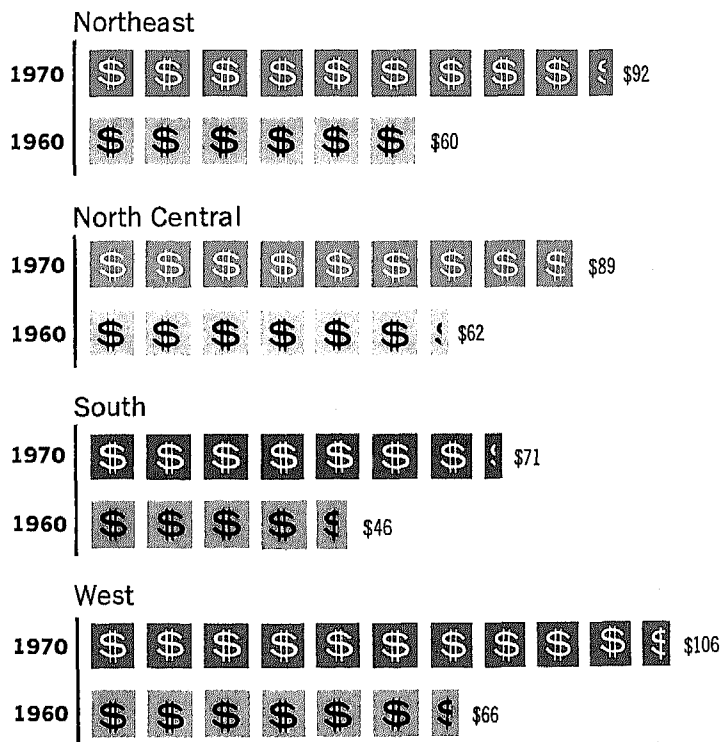 Northeast
1970 $ $ $ $ $ $ $ $ $ $ $92
1960 $ $ $ $ $ $ $60
North Central
1970 $ $ $ $ $ $ $ $ $ $89
1960 $ $ $ $ $ $ $ $62
South
1970 $ $ $ $ $ $ $ $ $71
1960 $ $ $ $ $ $46
West
1970 $ $ $ $ $ $ $ $ $ $ $ $106
1960 $ $ $ $ $ $ $ $66